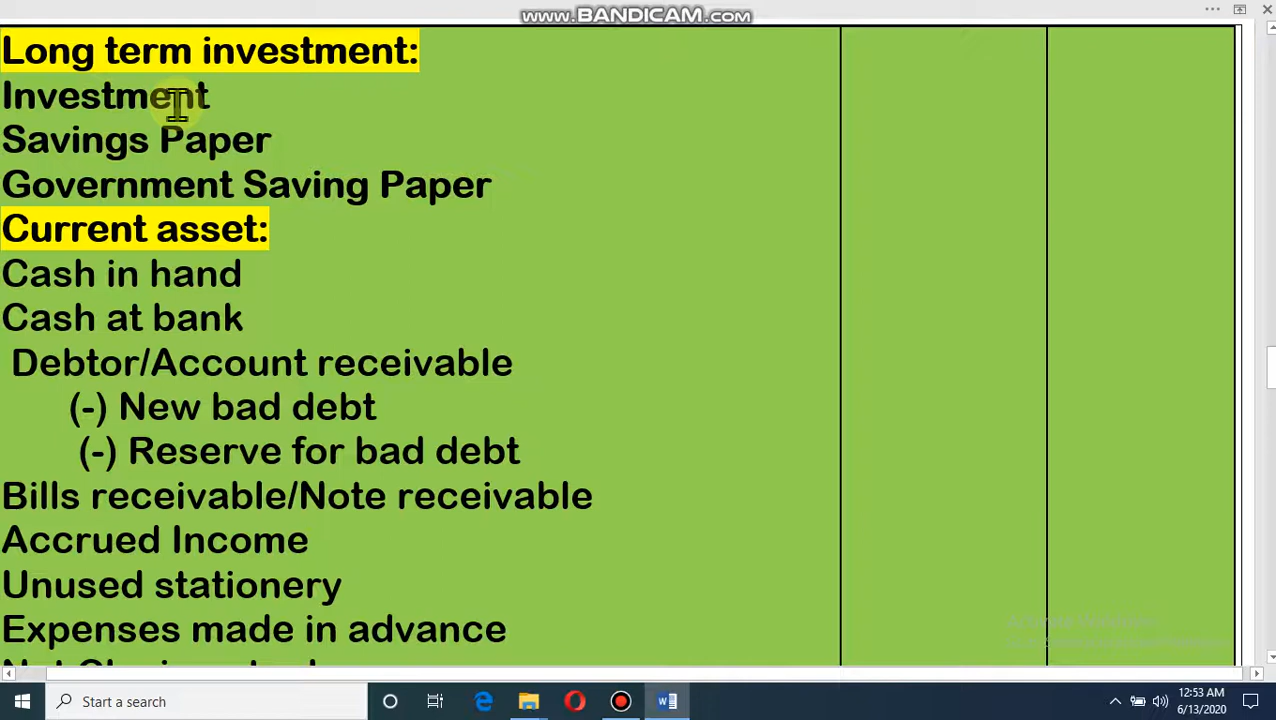 www.BANDICAM.com
Long term investment:
Investment
Savings Paper
Government Saving Paper
Current asset:
Cash in hand
Cash at bank
Debtor/Account receivable
(-) New bad debt
(-) Reserve for bad debt
Bills receivable/Note receivable
Accrued Income
Unused stationery
Expenses made in advance
Start a search
12:53 AM
6/13/2020